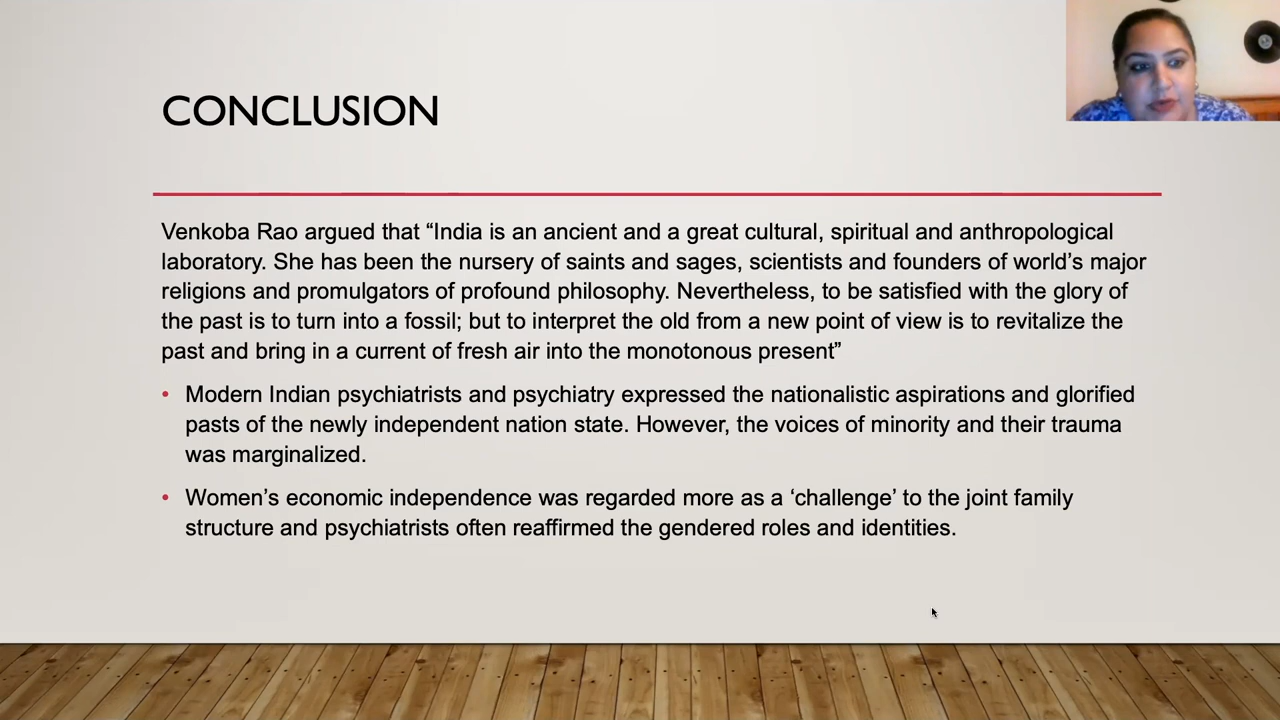 CONCLUSION
Venkoba Rao argued that “India is an ancient and a great cultural, spiritual and anthropological
laboratory. She has been the nursery of saints and sages, scientists and founders of world’s major
religions and promulgators of profound philosophy. Nevertheless, to be satisfied with the glory of
the past is to turn into a fossil; but to interpret the old from a new point of view is to revitalize the
past and bring in a current of fresh air into the monotonous present”
• Modern Indian psychiatrists and psychiatry expressed the nationalistic aspirations and glorified
pasts of the newly independent nation state. However, the voices of minority and their trauma
was marginalized.
• Women’s economic independence was regarded more as a ‘challenge’ to the joint family
structure and psychiatrists often reaffirmed the gendered roles and identities.